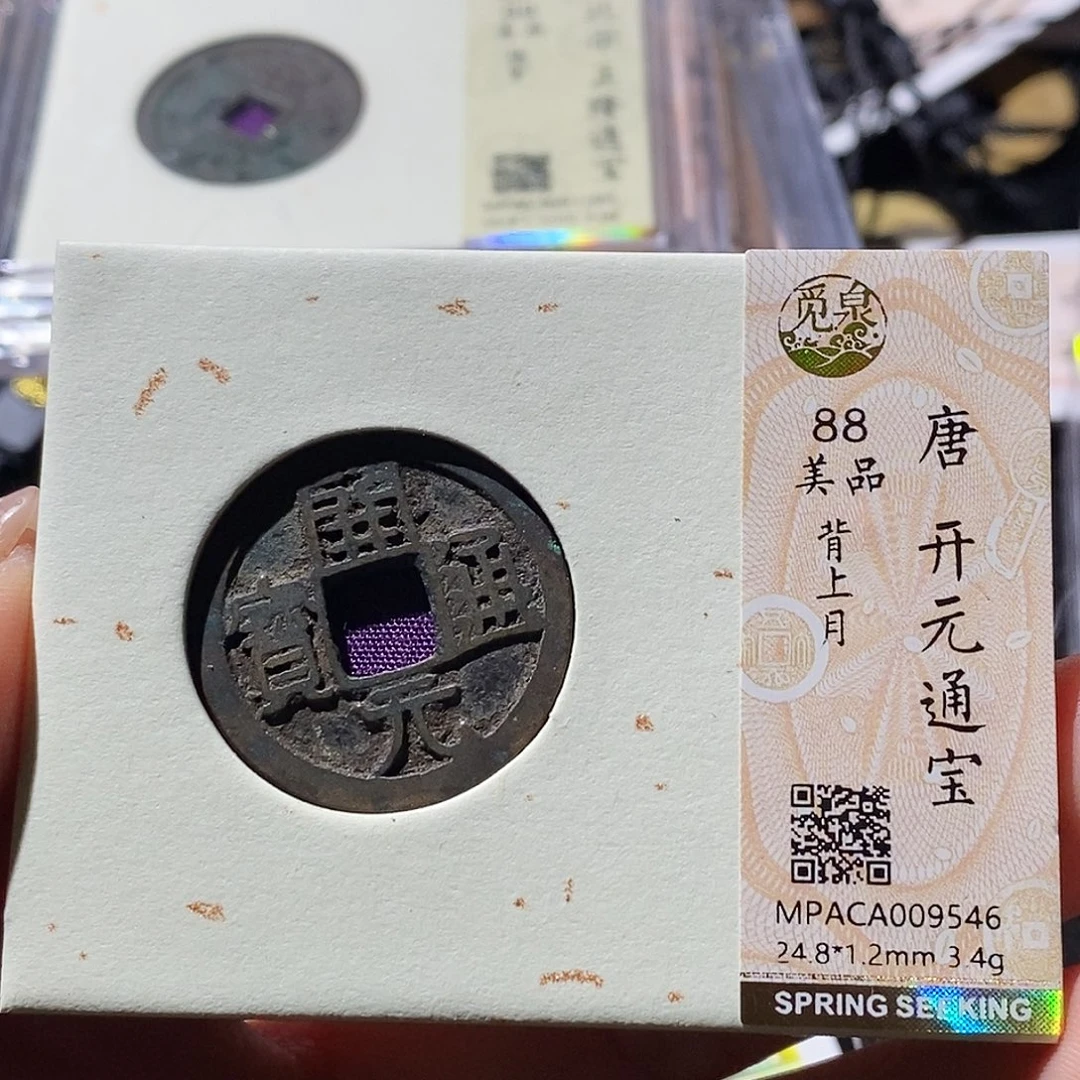 開
通
元
寶
觅泉
唐 开元通宝
88
美品
背上月
MPACA009546
24.8*1.2mm 3.4g
SPRING SEEKING